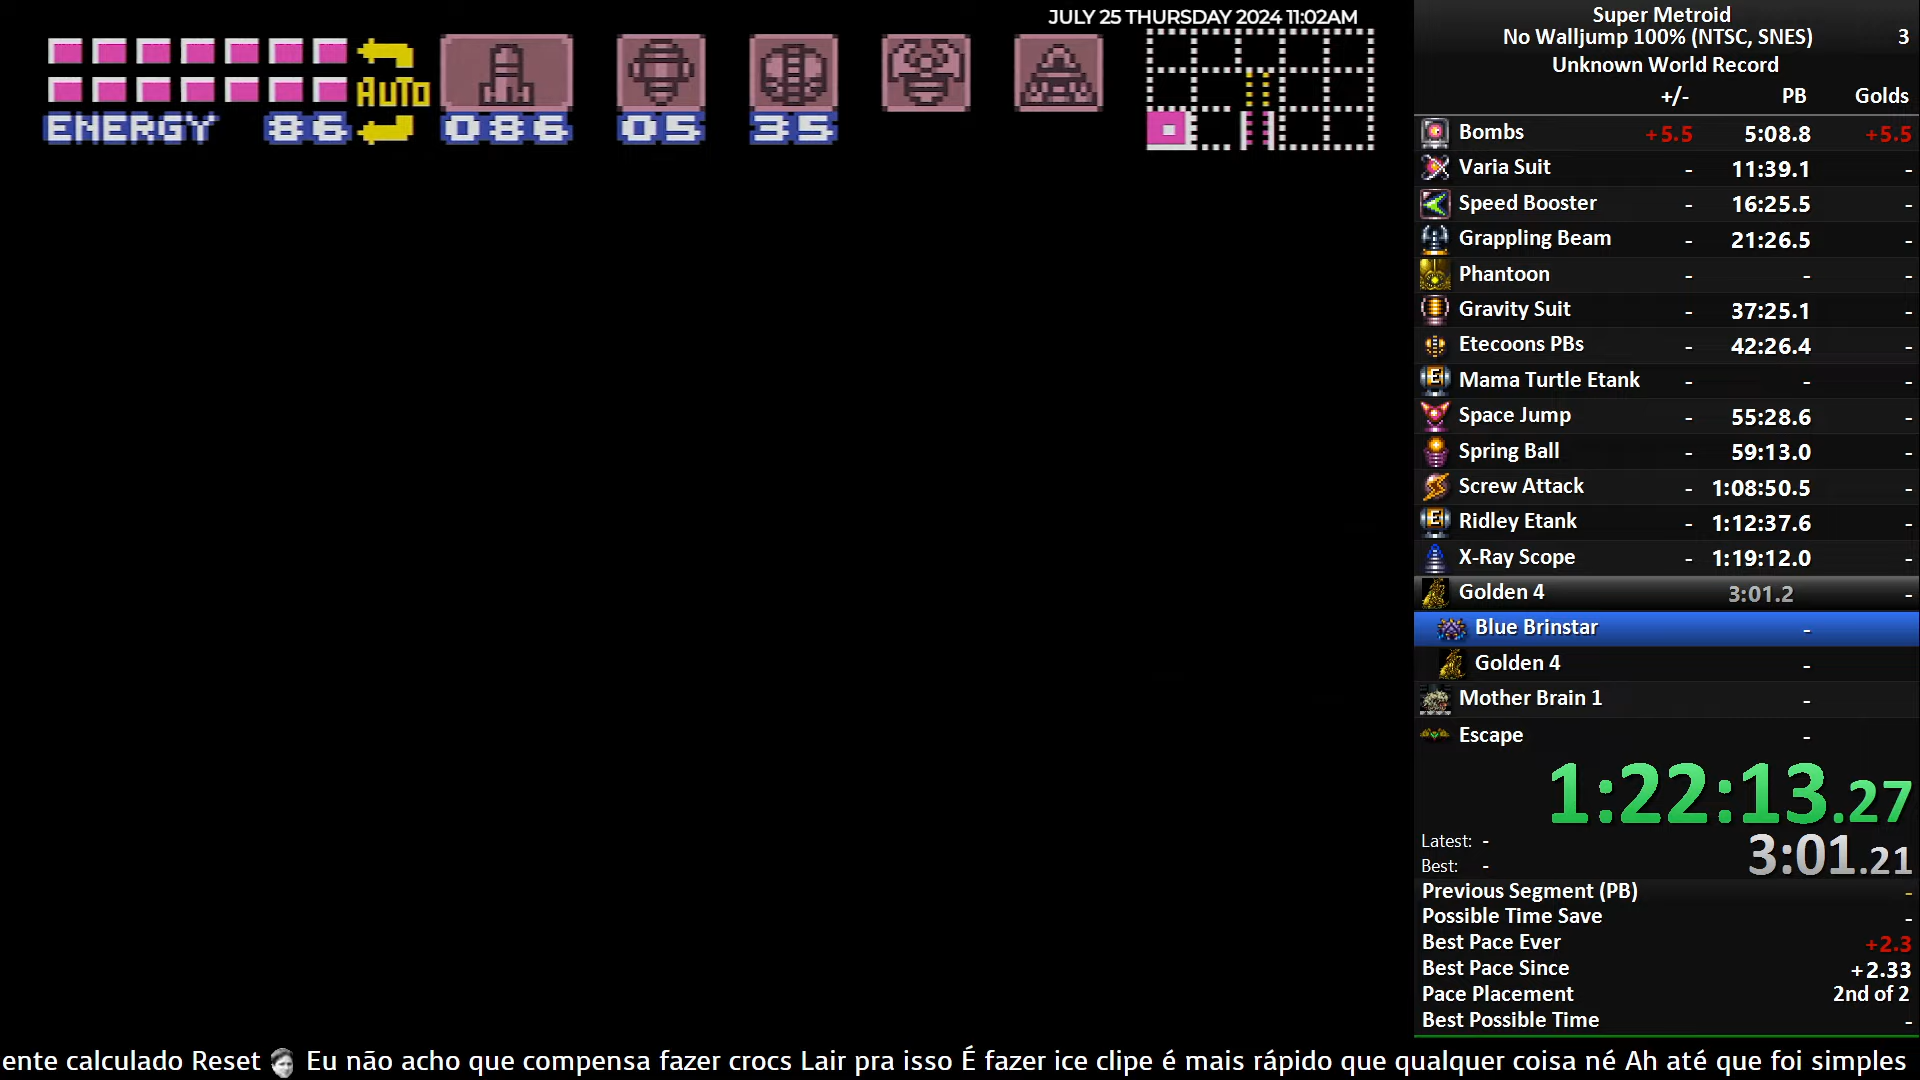 JULY 25 THURSDAY 2024 11:02AM
AUTO
ENERGY 86 086 05 35
Super Metroid
No Walljump 100% (NTSC, SNES) 3
Unknown World Record
+/- PB Golds
Bombs +5.5 5:08.8 +5.5
Varia Suit - 11:39.1 -
Speed Booster - 16:25.5 -
Grappling Beam - 21:26.5 -
Phantoon - - -
Gravity Suit - 37:25.1 -
Etecoons PBs - 42:26.4 -
Mama Turtle Etank - - -
Space Jump - 55:28.6 -
Spring Ball - 59:13.0 -
Screw Attack - 1:08:50.5 -
Ridley Etank - 1:12:37.6 -
X-Ray Scope - 1:19:12.0 -
Golden 4 3:01.2 -
Blue Brinstar -
Golden 4 -
Mother Brain 1 -
Escape -
1:22:13.27
Latest: -
3:01.21
Best: -
Previous Segment (PB) -
Possible Time Save -
Best Pace Ever +2.3
Best Pace Since +2.33
Pace Placement 2nd of 2
Best Possible Time -
ente calculado Reset Eu não acho que compensa fazer crocs Lair pra isso É fazer ice clipe é mais rápido que qualquer coisa né Ah até que foi simples